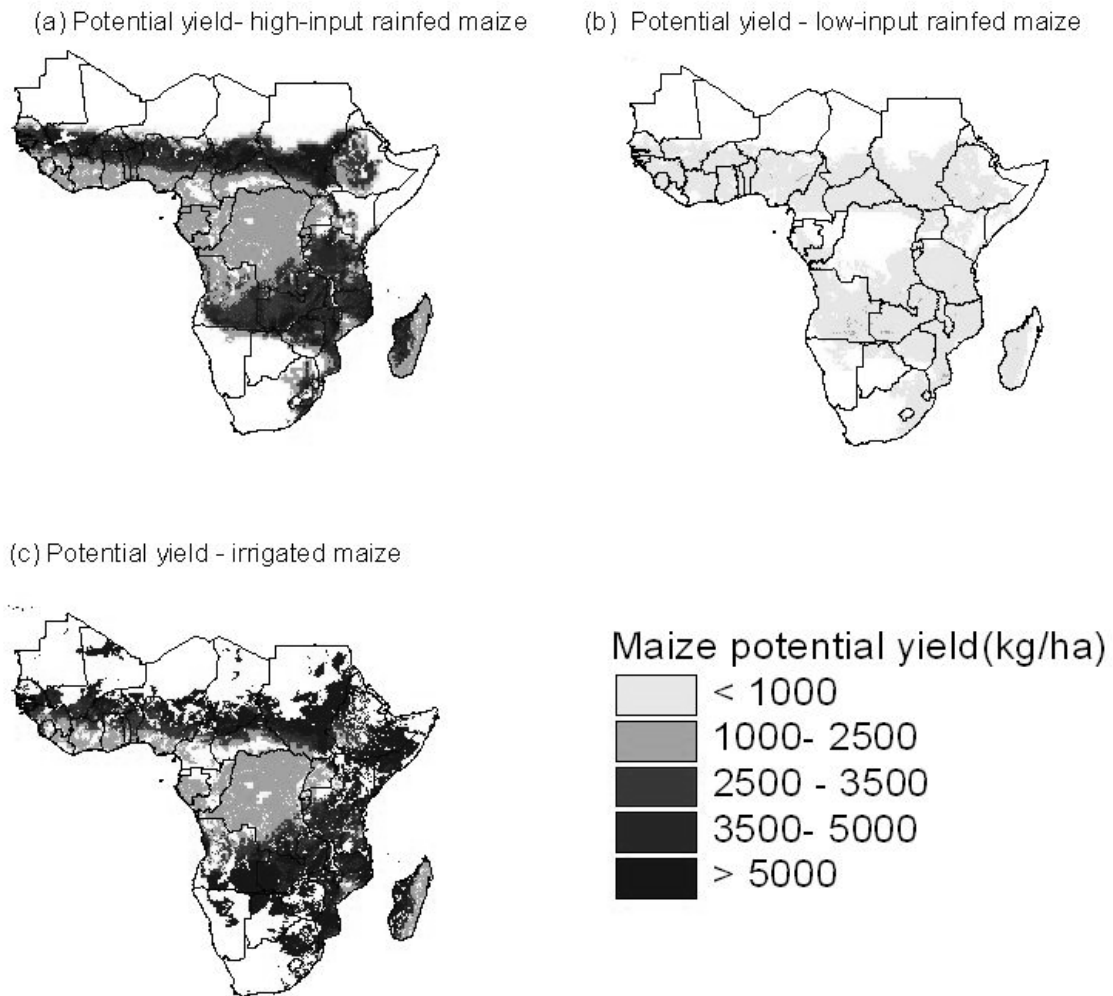 (a) Potential yield- high-input rainfed maize
(b) Potential yield - low-input rainfed maize
(c) Potential yield - irrigated maize
Maize potential yield(kg/ha)
< 1000
1000- 2500
2500 - 3500
3500- 5000
> 5000